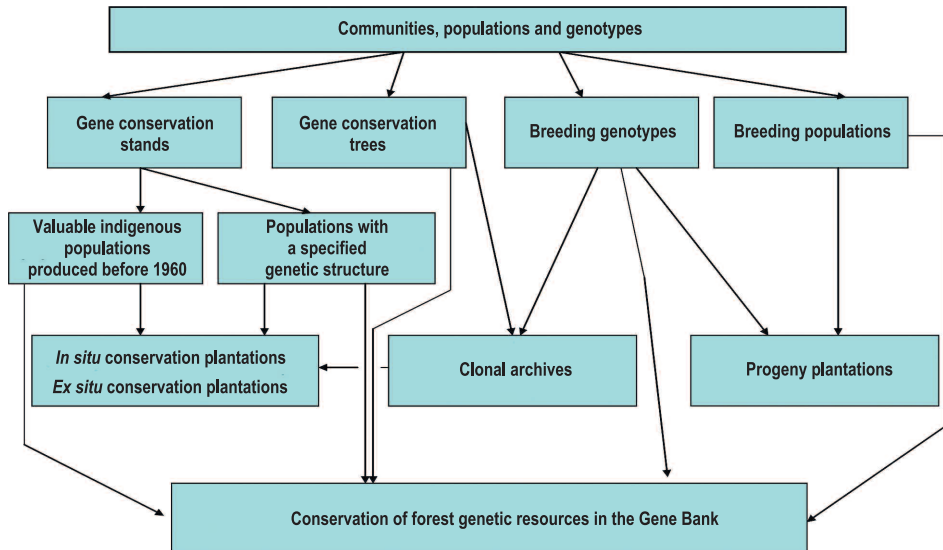 Communities, populations and genotypes
Gene conservation
stands
Gene conservation
trees
Breeding genotypes
Breeding populations
Valuable indigenous
populations
produced before 1960
Populations with
a specified
genetic structure
In situ conservation plantations
Ex situ conservation plantations
Clonal archives
Progeny plantations
Conservation of forest genetic resources in the Gene Bank